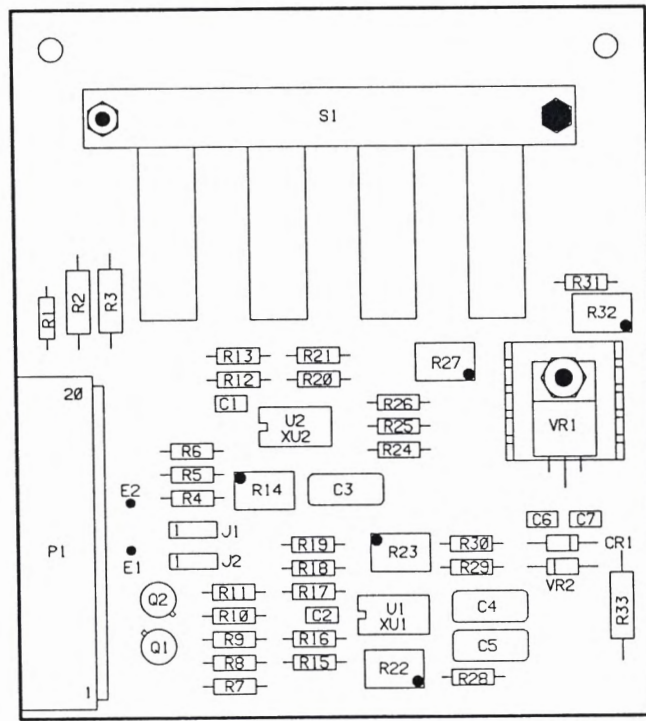 S1
R31
R1
R2
R3
R32
R13
R21
R27
R12
R20
20
C1
R26
U2
XU2
R25
VR1
R24
R6
R5
R14
C3
E2
R4
C6
C7
J1
P1
R19
R23
R30
CR1
E1
J2
R18
R29
VR2
R11
R17
Q2
R10
C2
U1
XU1
C4
R33
R9
R16
Q1
C5
R8
R15
R22
R28
R7
1